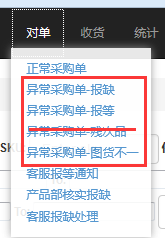 对单 收货 统计
正常采购单
异常采购单-报缺
异常采购单-报等
异常采购单-残次品
异常采购单-图货不一
客服报等通知
产品部核实报缺
客服报缺处理
SK